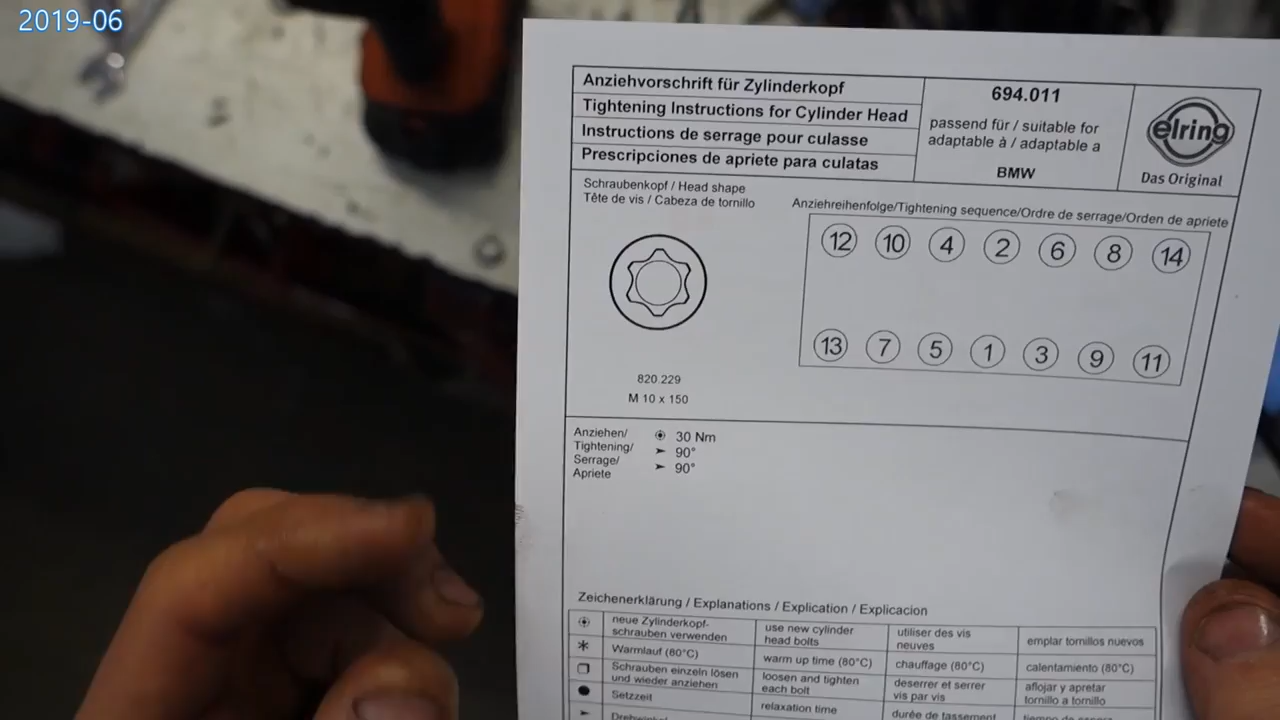 2019-06
Anziehvorschrift für Zylinderkopf
Tightening Instructions for Cylinder Head
Instructions de serrage pour culasse
Prescripciones de apriete para culatas
694.011
passend für / suitable for
adaptable à / adaptable a
BMW
elring
Das Original
Schraubenkopf / Head shape
Tête de vis / Cabeza de tornillo
820.229
M 10 x 150
Anziehreihenfolge/Tightening sequence/Ordre de serrage/Orden de apriete
12 10 4 2 6 8 14
13 7 5 1 3 9 11
Anziehen/
Tightening/
Serrage/
Apriete
30 Nm
90°
90°
Zeichenerklärung / Explanations / Explication / Explicacion
neue Zylinderkopf-
schrauben verwenden
use new cylinder
head bolts
utiliser des vis
neuves
emplar tornillos nuevos
Warmlauf (80°C)
warm up time (80°C)
chauffage (80°C)
calentamiento (80°C)
Schrauben einzeln lösen
und wieder anziehen
loosen and tighten
each bolt
deserrer et serrer
vis par vis
aflojar y apretar
tornillo a tornillo
Setzzeit
relaxation time
durée de tassement